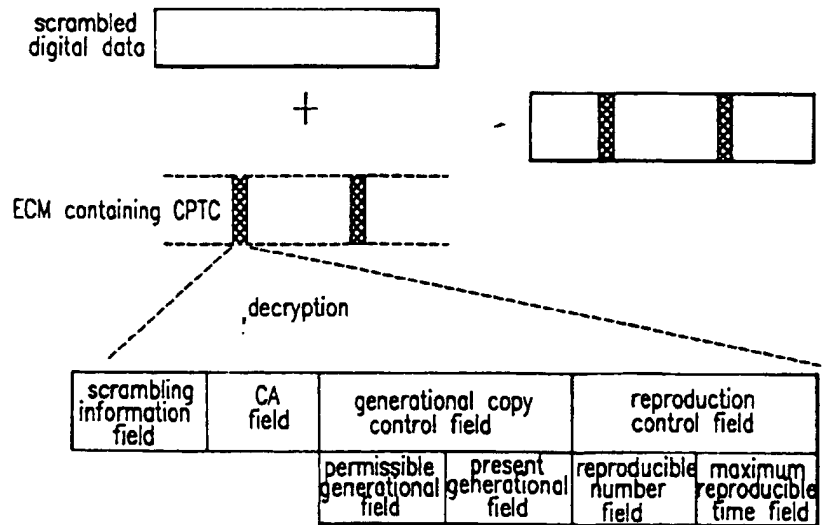 scrambled
digital data
+
ECM containing CPTC
decryption
scrambling
information
field
CA
field
generational copy
control field
reproduction
control field
permissible
generational
field
present
generational
field
reproducible
number
field
maximum
reproducible
time field